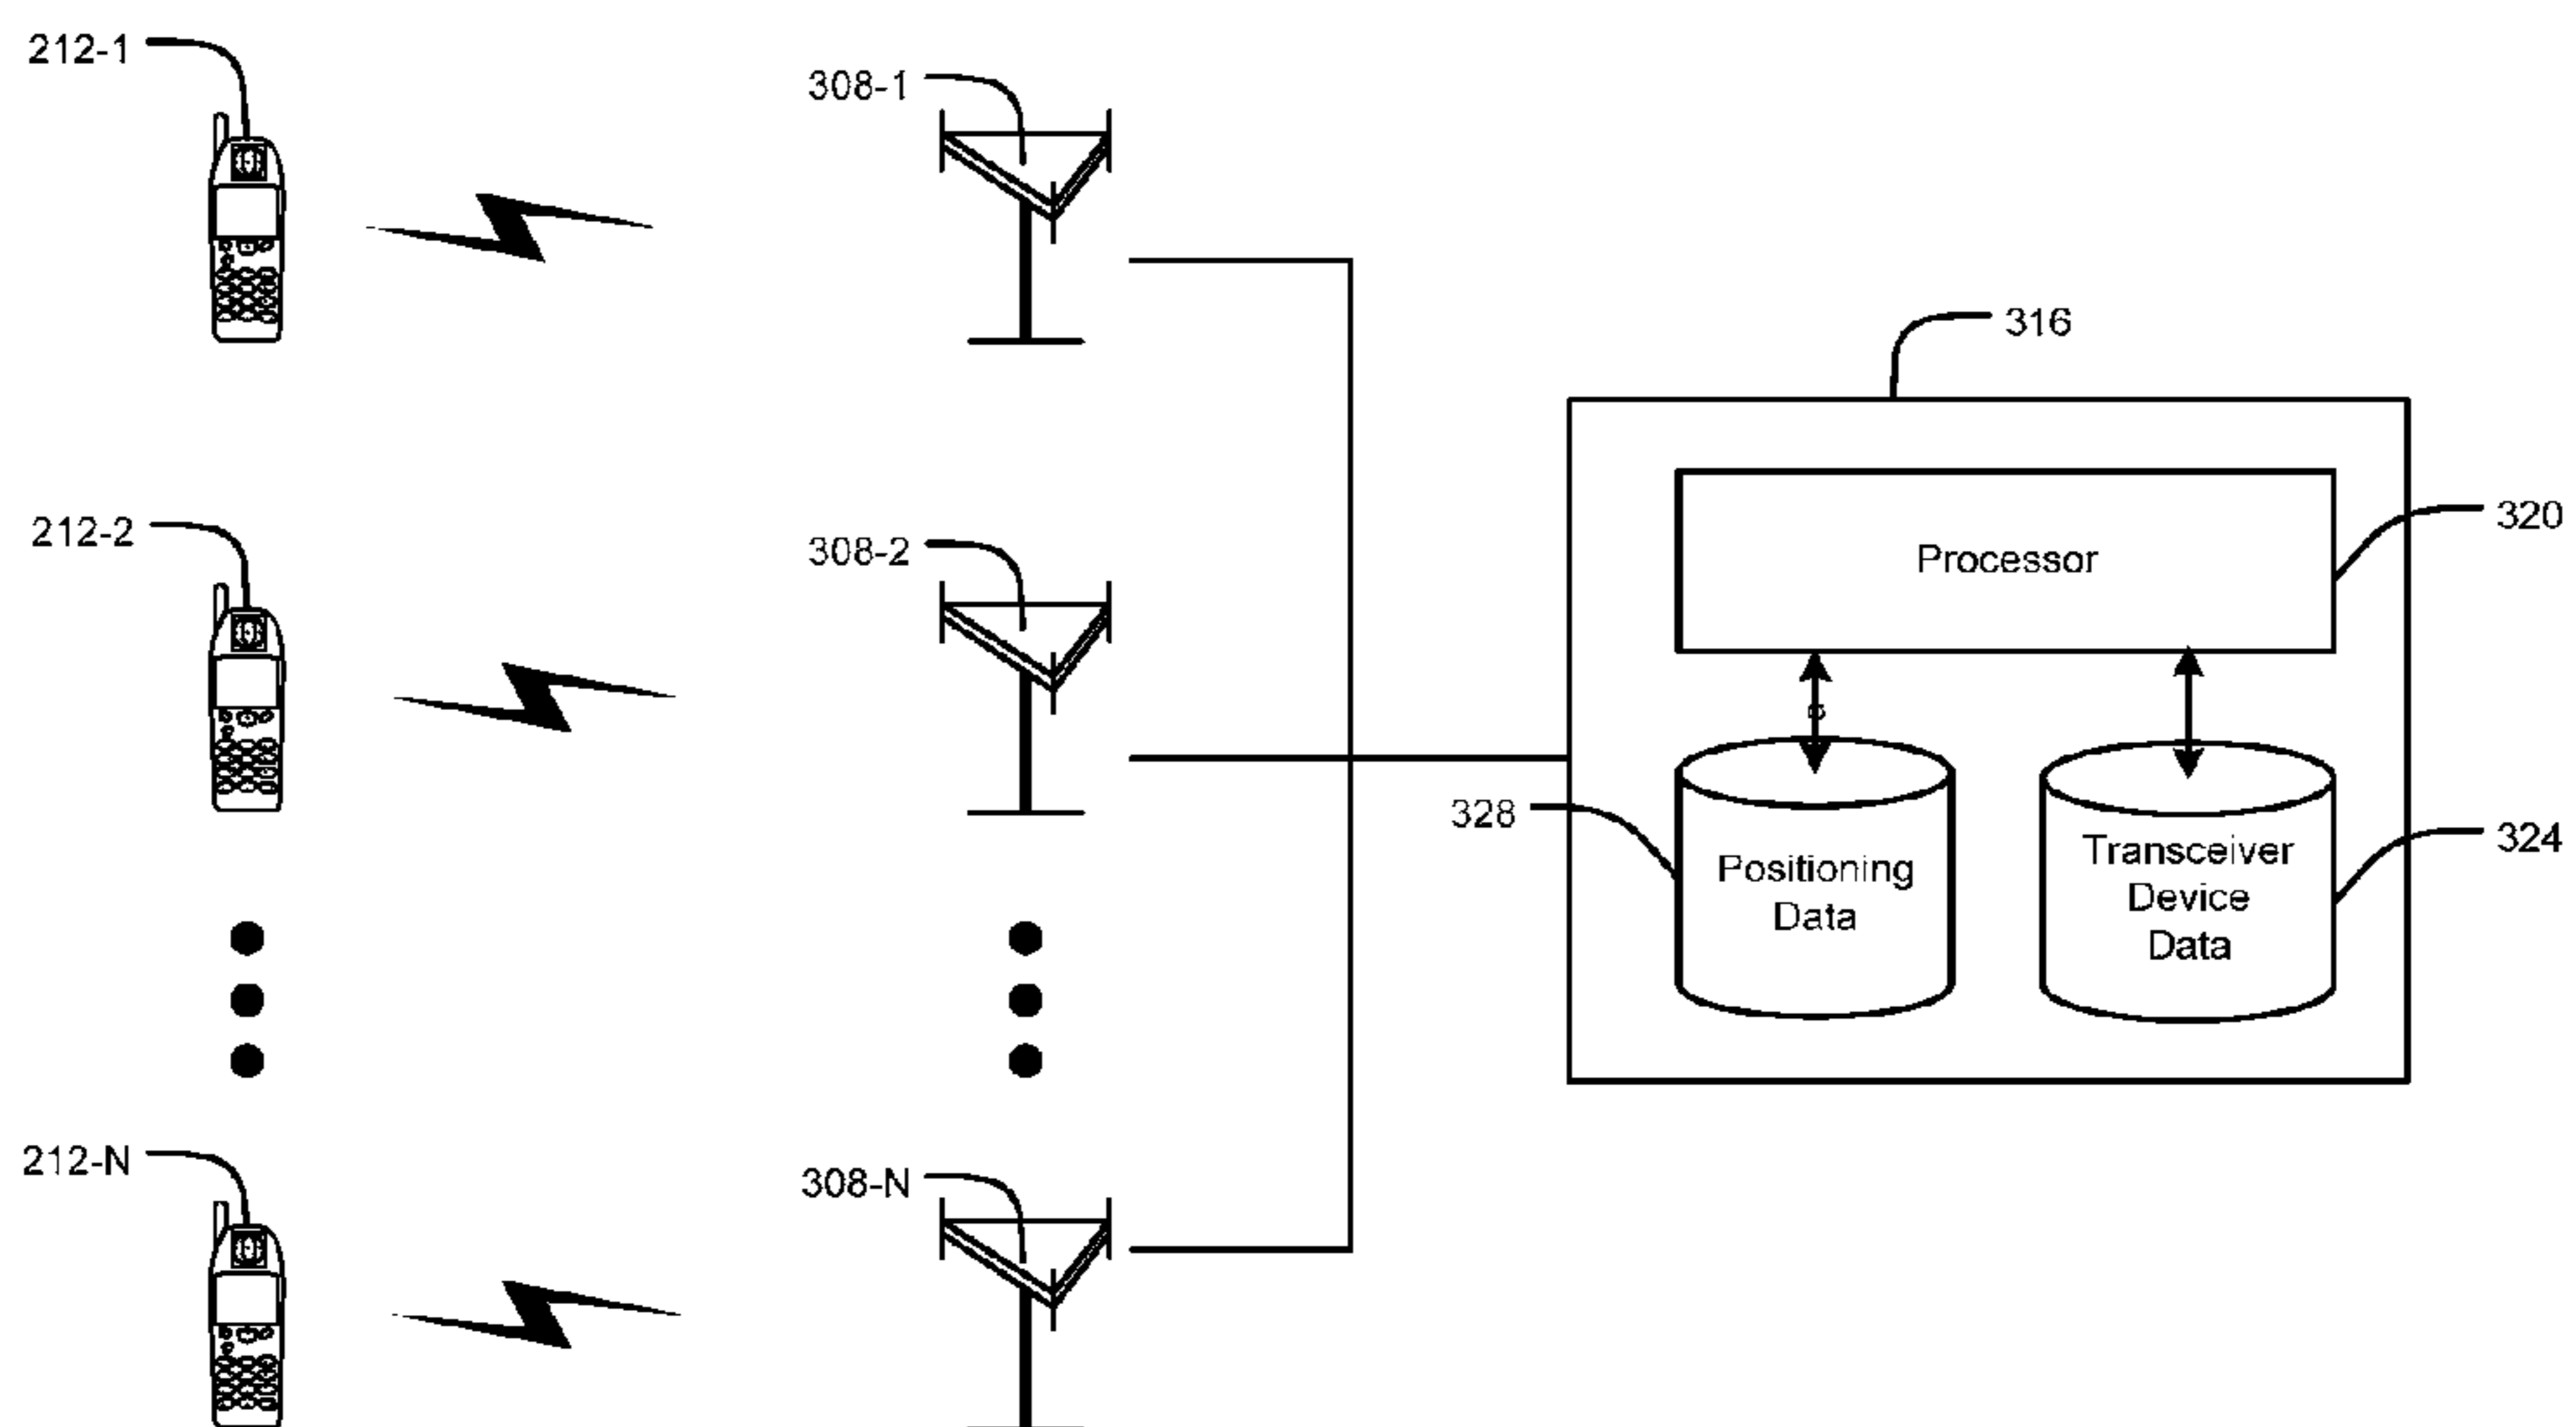 212-1
308-1
316
212-2
308-2
320
Processor
328
Positioning
Data
Transceiver
Device
Data
324
212-N
308-N